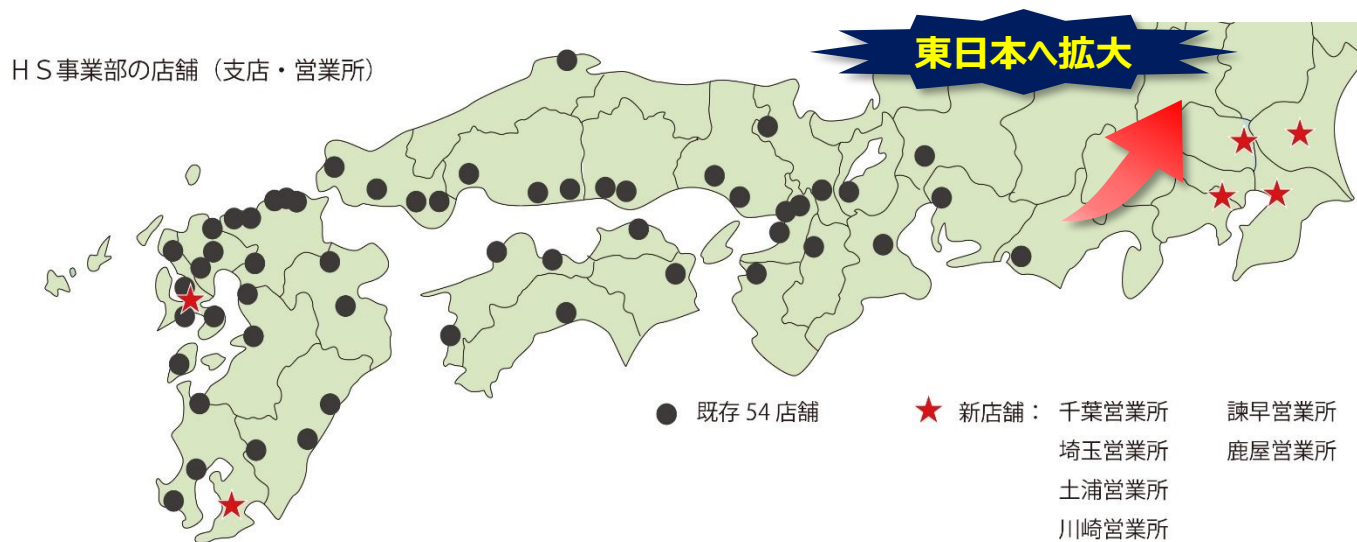 東日本へ拡大
HS事業部の店舗（支店・営業所）
● 既存 54 店舗
★ 新店舗： 千葉営業所 諫早営業所
埼玉営業所 鹿屋営業所
土浦営業所
川崎営業所